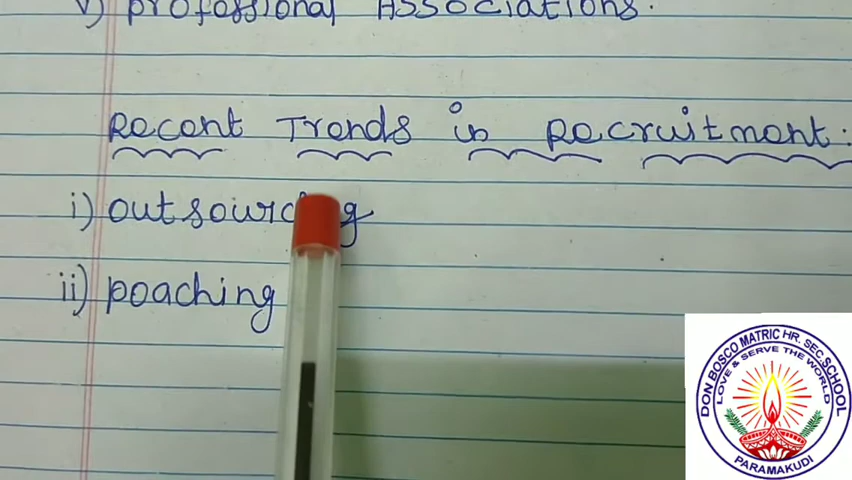 v) professional Associations.
Recent Trends in Recruitment:
i) outsourcing
ii) poaching
DON BOSCO MATRIC HR. SEC. SCHOOL
LOVE & SERVE THE WORLD
PARAMAKUDI